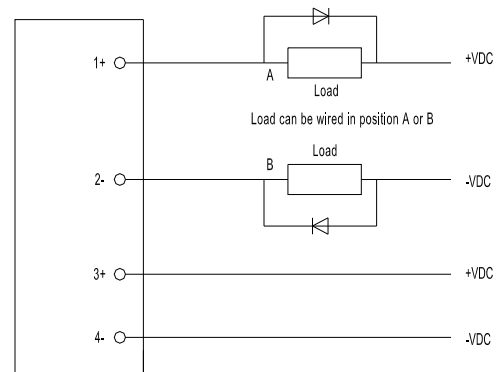 1+
A
Load
+VDC
Load can be wired in position A or B
2-
B
Load
-VDC
3+
+VDC
4-
-VDC